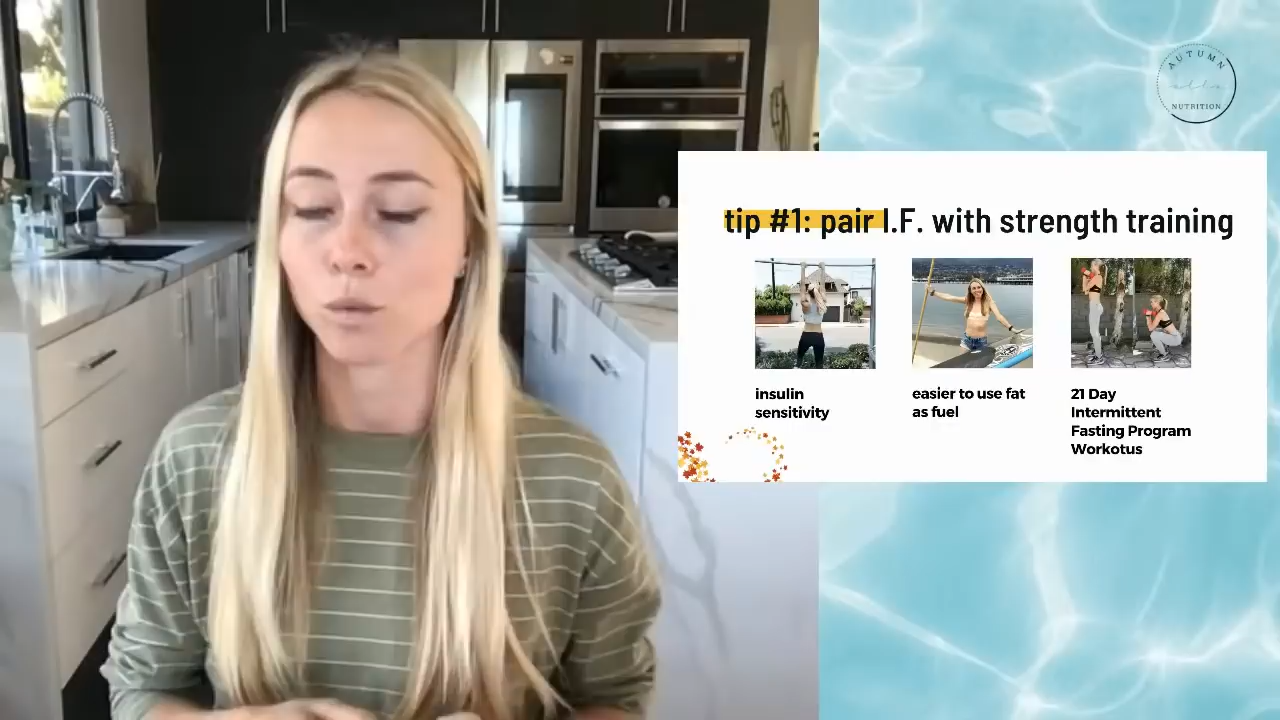 AUTUMN
elle
NUTRITION
tip #1: pair I.F. with strength training
insulin
sensitivity
easier to use fat
as fuel
21 Day
Intermittent
Fasting Program
Workotus